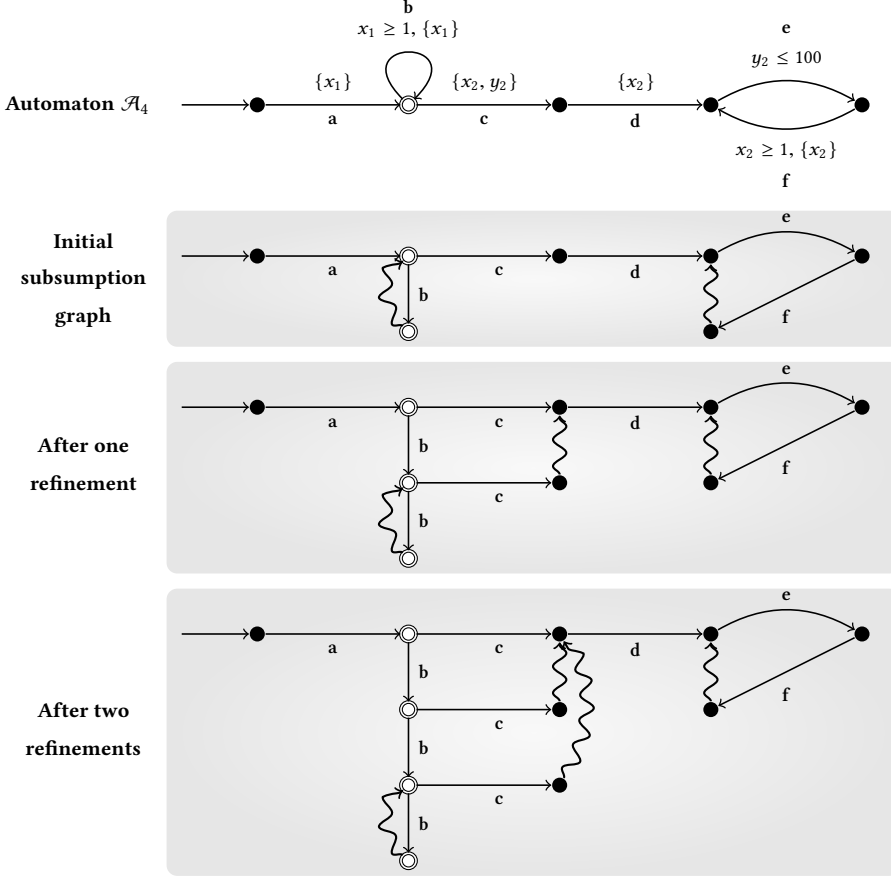 b
x₁ ≥ 1, {x₁}
e
y₂ ≤ 100
{x₁}
{x₂, y₂}
{x₂}
Automaton 𝒜₄
a
c
d
x₂ ≥ 1, {x₂}
f
Initial
subsumption
graph
e
a
c
d
b
f
After one
refinement
e
a
c
d
b
f
c
b
After two
refinements
e
a
c
d
b
f
c
b
c
b